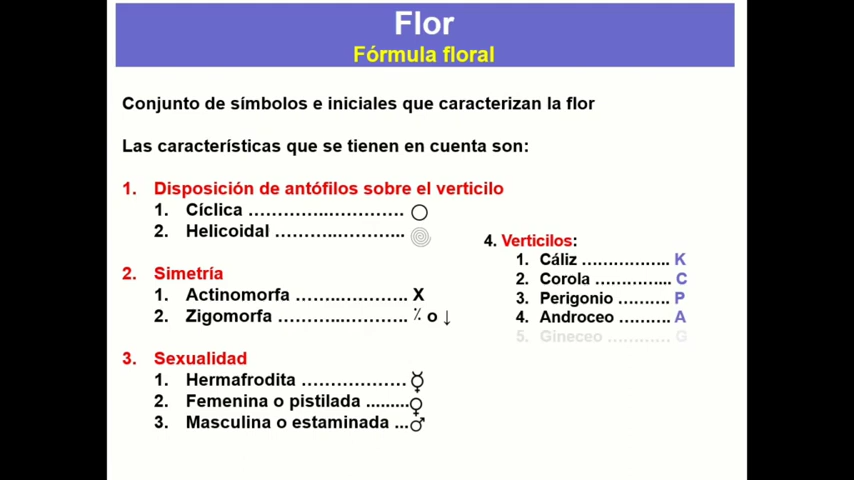 Flor
Fórmula floral
Conjunto de símbolos e iniciales que caracterizan la flor
Las características que se tienen en cuenta son:
1. Disposición de antófilos sobre el verticilo
1. Cíclica ………….…………. ○
2. Helicoidal ………..………...
2. Simetría
1. Actinomorfa ……..……….. X
2. Zigomorfa ………..……….. ٪ o ↓
3. Sexualidad
1. Hermafrodita ……………… ☿
2. Femenina o pistilada .........♀
3. Masculina o estaminada ...♂
4. Verticilos:
1. Cáliz …………….. K
2. Corola ………….... C
3. Perigonio ………. P
4. Androceo ………. A
5. Gineceo ………… G